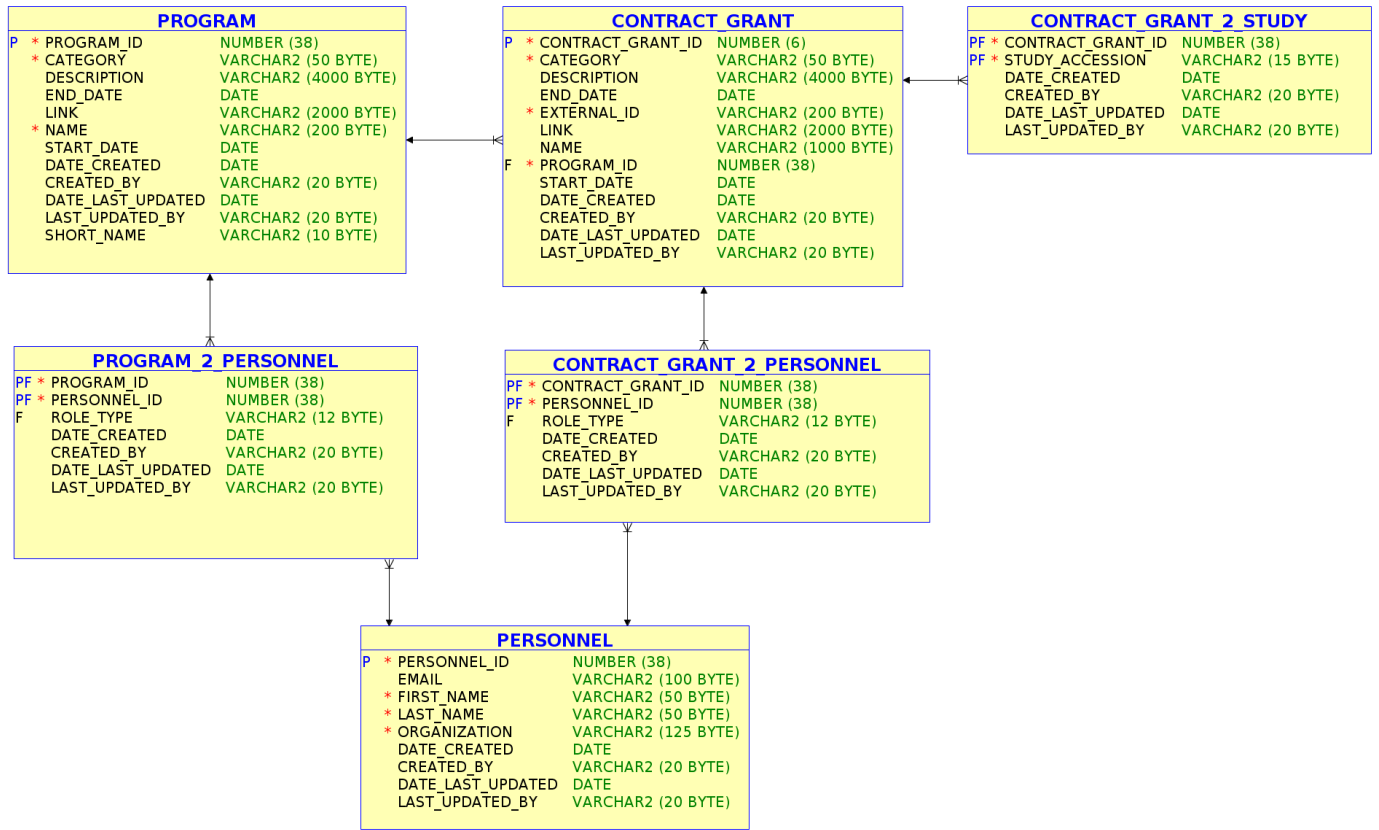 PROGRAM
P * PROGRAM_ID NUMBER (38)
* CATEGORY VARCHAR2 (50 BYTE)
DESCRIPTION VARCHAR2 (4000 BYTE)
END_DATE DATE
LINK VARCHAR2 (2000 BYTE)
* NAME VARCHAR2 (200 BYTE)
START_DATE DATE
DATE_CREATED DATE
CREATED_BY VARCHAR2 (20 BYTE)
DATE_LAST_UPDATED DATE
LAST_UPDATED_BY VARCHAR2 (20 BYTE)
SHORT_NAME VARCHAR2 (10 BYTE)
CONTRACT_GRANT
P * CONTRACT_GRANT_ID NUMBER (6)
* CATEGORY VARCHAR2 (50 BYTE)
DESCRIPTION VARCHAR2 (4000 BYTE)
END_DATE DATE
* EXTERNAL_ID VARCHAR2 (200 BYTE)
LINK VARCHAR2 (2000 BYTE)
NAME VARCHAR2 (1000 BYTE)
F * PROGRAM_ID NUMBER (38)
START_DATE DATE
DATE_CREATED DATE
CREATED_BY VARCHAR2 (20 BYTE)
DATE_LAST_UPDATED DATE
LAST_UPDATED_BY VARCHAR2 (20 BYTE)
CONTRACT_GRANT_2_STUDY
PF * CONTRACT_GRANT_ID NUMBER (38)
PF * STUDY_ACCESSION VARCHAR2 (15 BYTE)
DATE_CREATED DATE
CREATED_BY VARCHAR2 (20 BYTE)
DATE_LAST_UPDATED DATE
LAST_UPDATED_BY VARCHAR2 (20 BYTE)
PROGRAM_2_PERSONNEL
PF * PROGRAM_ID NUMBER (38)
PF * PERSONNEL_ID NUMBER (38)
F ROLE_TYPE VARCHAR2 (12 BYTE)
DATE_CREATED DATE
CREATED_BY VARCHAR2 (20 BYTE)
DATE_LAST_UPDATED DATE
LAST_UPDATED_BY VARCHAR2 (20 BYTE)
CONTRACT_GRANT_2_PERSONNEL
PF * CONTRACT_GRANT_ID NUMBER (38)
PF * PERSONNEL_ID NUMBER (38)
F ROLE_TYPE VARCHAR2 (12 BYTE)
DATE_CREATED DATE
CREATED_BY VARCHAR2 (20 BYTE)
DATE_LAST_UPDATED DATE
LAST_UPDATED_BY VARCHAR2 (20 BYTE)
PERSONNEL
P * PERSONNEL_ID NUMBER (38)
EMAIL VARCHAR2 (100 BYTE)
* FIRST_NAME VARCHAR2 (50 BYTE)
* LAST_NAME VARCHAR2 (50 BYTE)
* ORGANIZATION VARCHAR2 (125 BYTE)
DATE_CREATED DATE
CREATED_BY VARCHAR2 (20 BYTE)
DATE_LAST_UPDATED DATE
LAST_UPDATED_BY VARCHAR2 (20 BYTE)